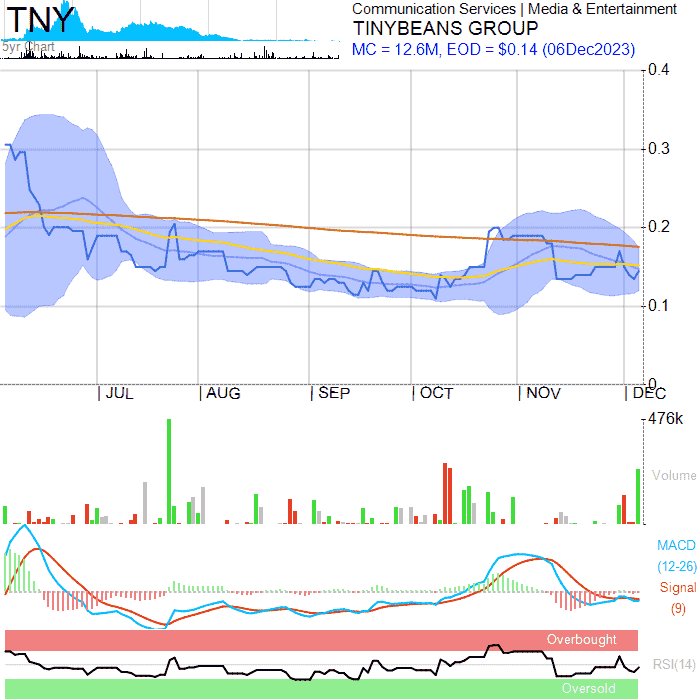 TNY
5yr Chart
Communication Services | Media & Entertainment
TINYBEANS GROUP
MC = 12.6M, EOD = $0.14 (06Dec2023)
0.4
0.3
0.2
0.1
0
JUL
AUG
SEP
OCT
NOV
DEC
476k
Volume
MACD
(12-26)
Signal
(9)
Overbought
RSI(14)
Oversold